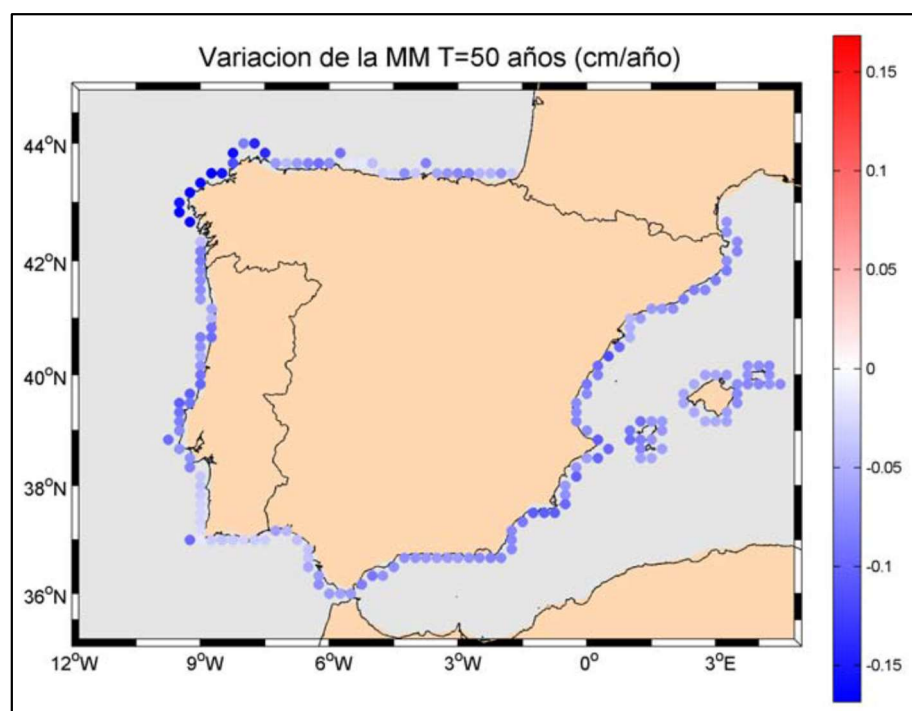 Variacion de la MM T=50 años (cm/año)
0.15
0.1
0.05
0
-0.05
-0.1
-0.15
44°N
42°N
40°N
38°N
36°N
12°W 9°W 6°W 3°W 0° 3°E